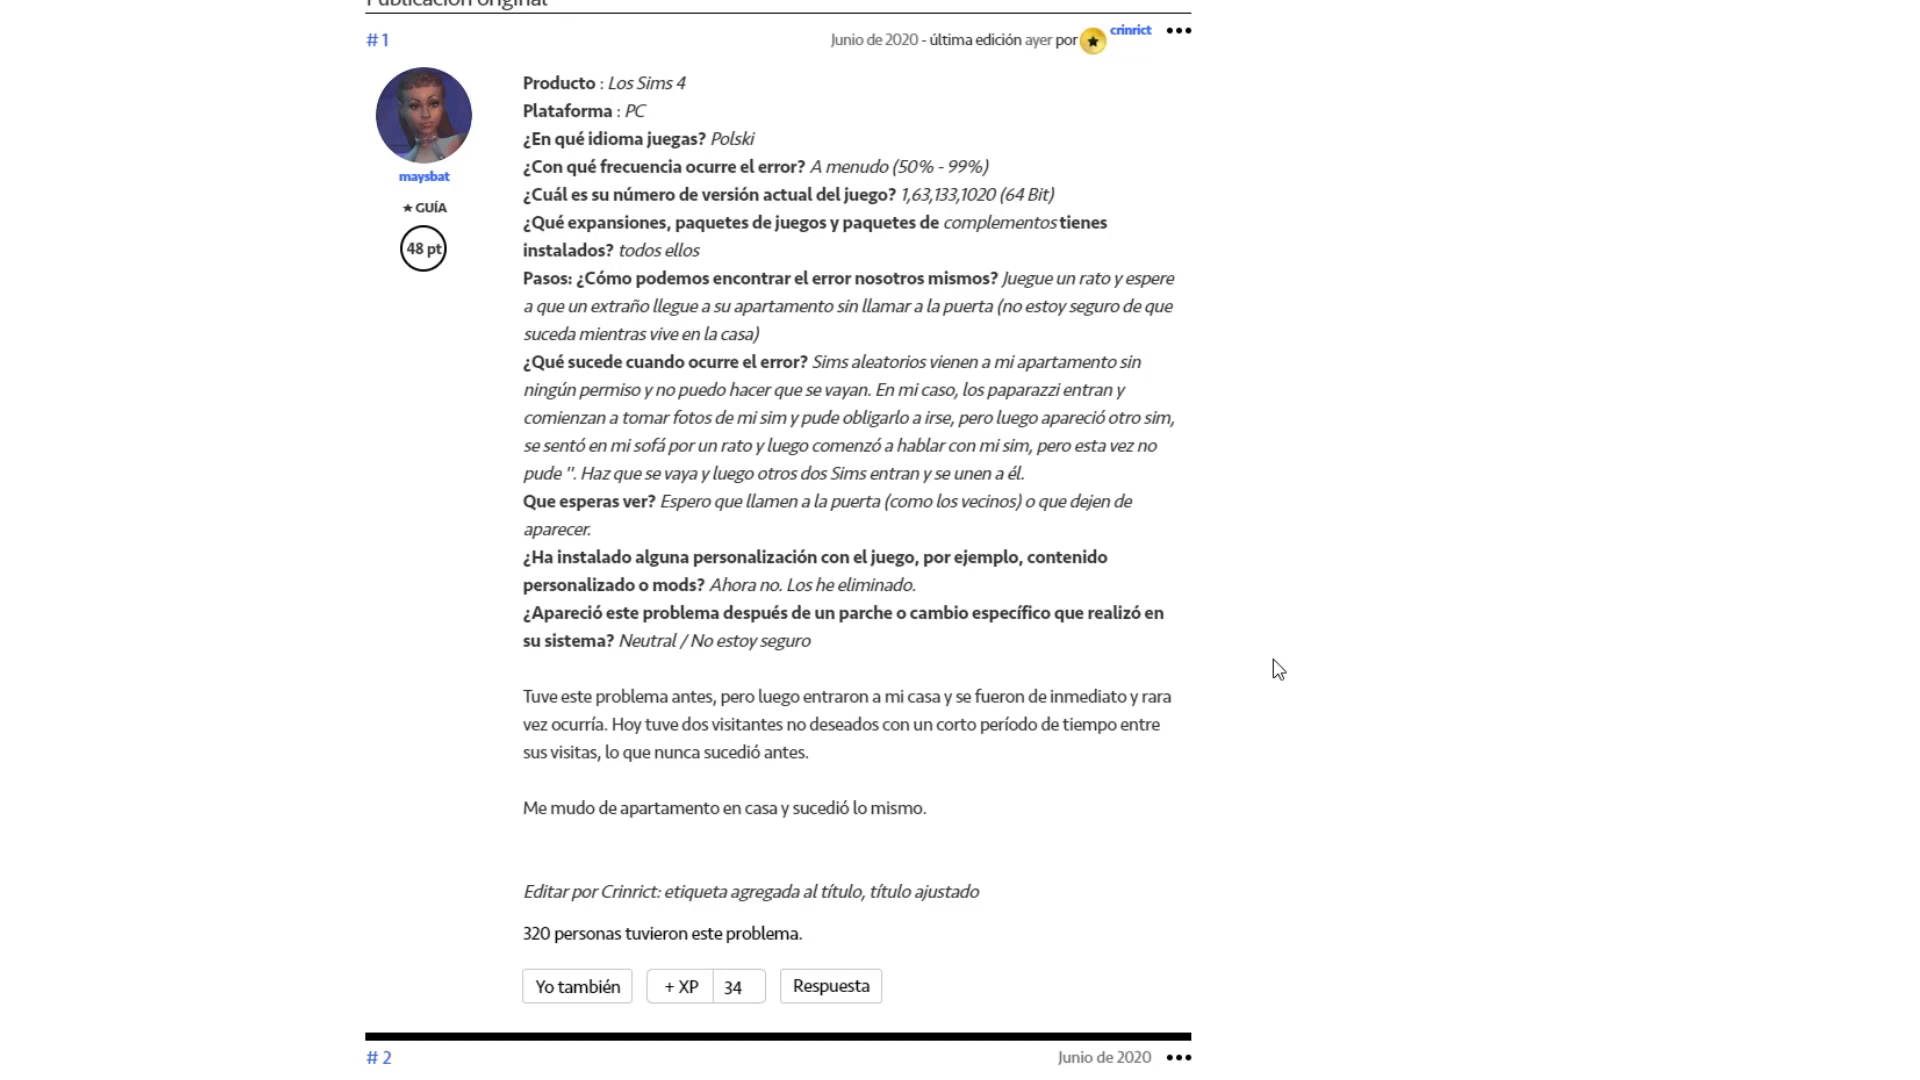 Publicación original
# 1
Junio de 2020 - última edición ayer por crinrict
maysbat
★ GUÍA
48 pt
Producto : Los Sims 4
Plataforma : PC
¿En qué idioma juegas? Polski
¿Con qué frecuencia ocurre el error? A menudo (50% - 99%)
¿Cuál es su número de versión actual del juego? 1,63,133,1020 (64 Bit)
¿Qué expansiones, paquetes de juegos y paquetes de complementos tienes
instalados? todos ellos
Pasos: ¿Cómo podemos encontrar el error nosotros mismos? Juegue un rato y espere
a que un extraño llegue a su apartamento sin llamar a la puerta (no estoy seguro de que
suceda mientras vive en la casa)
¿Qué sucede cuando ocurre el error? Sims aleatorios vienen a mi apartamento sin
ningún permiso y no puedo hacer que se vayan. En mi caso, los paparazzi entran y
comienzan a tomar fotos de mi sim y pude obligarlo a irse, pero luego apareció otro sim,
se sentó en mi sofá por un rato y luego comenzó a hablar con mi sim, pero esta vez no
pude ". Haz que se vaya y luego otros dos Sims entran y se unen a él.
Que esperas ver? Espero que llamen a la puerta (como los vecinos) o que dejen de
aparecer.
¿Ha instalado alguna personalización con el juego, por ejemplo, contenido
personalizado o mods? Ahora no. Los he eliminado.
¿Apareció este problema después de un parche o cambio específico que realizó en
su sistema? Neutral / No estoy seguro
Tuve este problema antes, pero luego entraron a mi casa y se fueron de inmediato y rara
vez ocurría. Hoy tuve dos visitantes no deseados con un corto período de tiempo entre
sus visitas, lo que nunca sucedió antes.
Me mudo de apartamento en casa y sucedió lo mismo.
Editar por Crinrict: etiqueta agregada al título, título ajustado
320 personas tuvieron este problema.
Yo también
+ XP 34
Respuesta
# 2
Junio de 2020